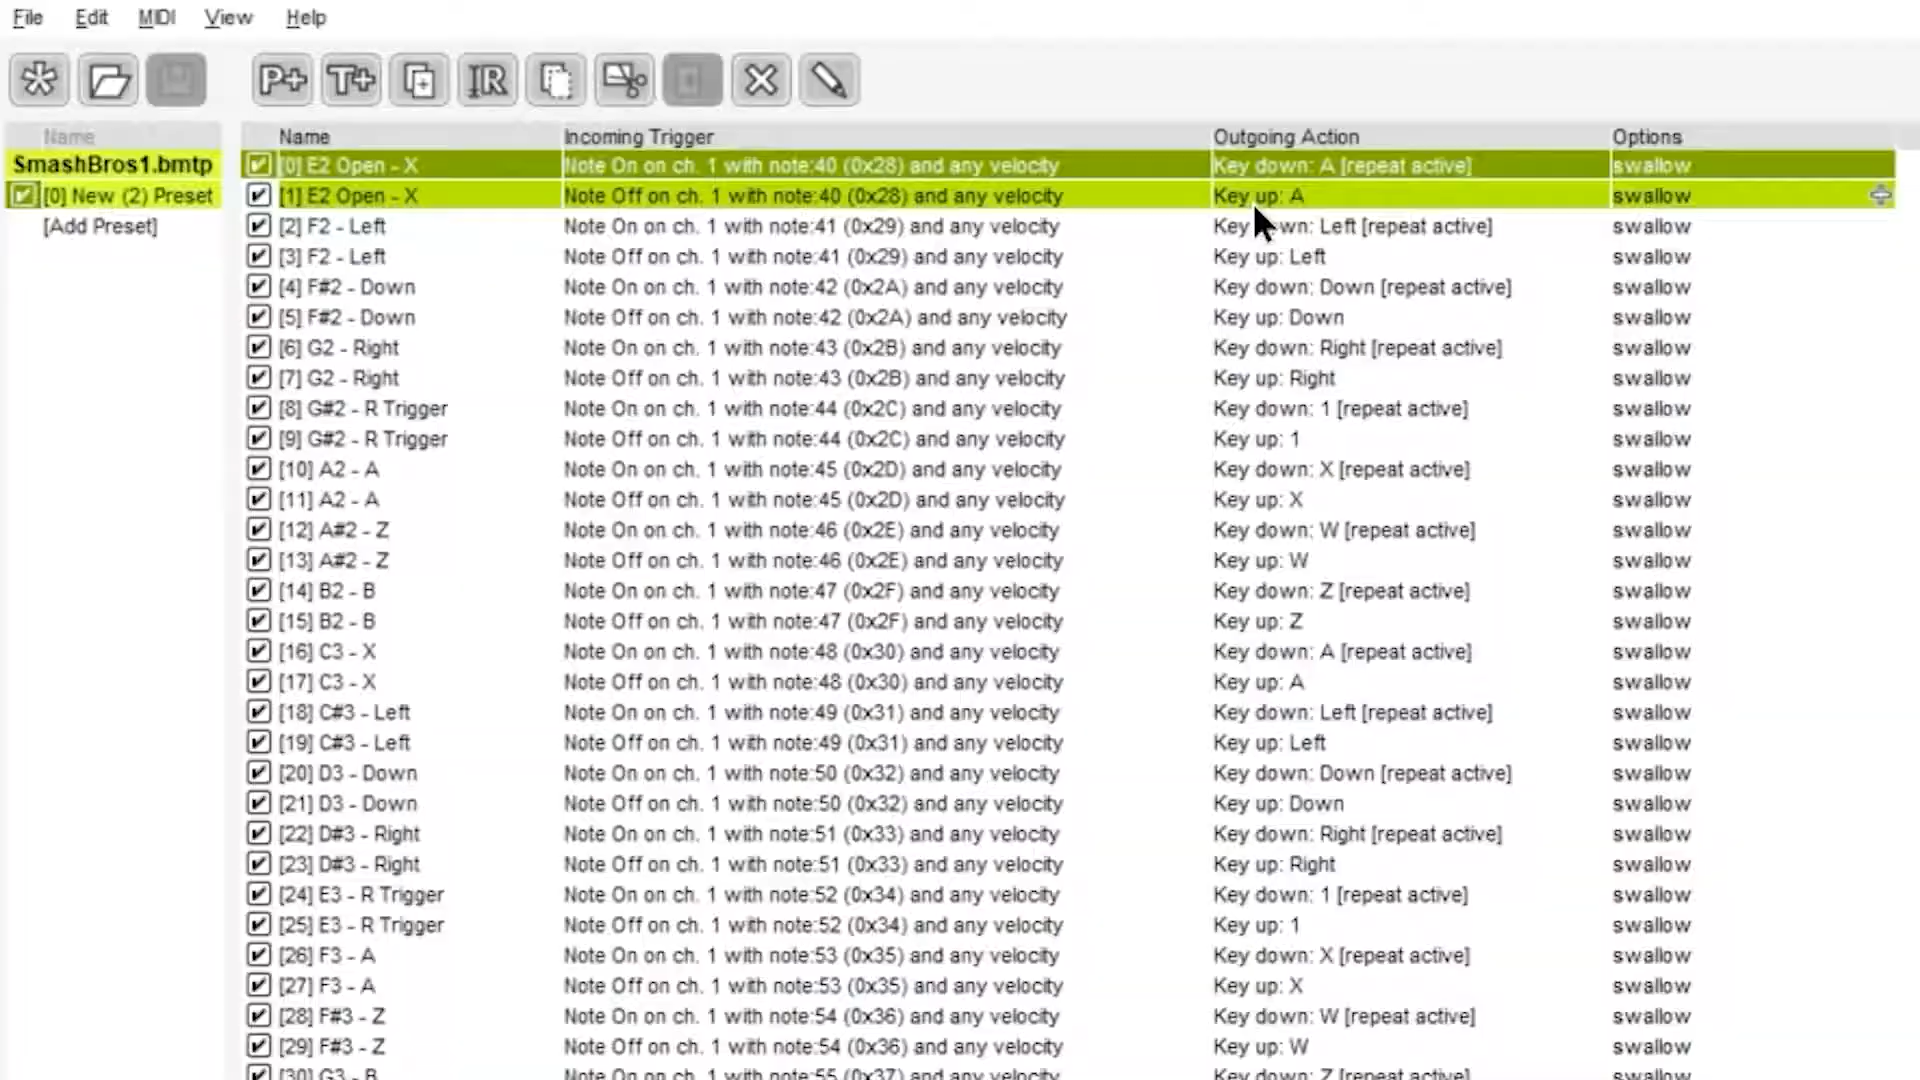 File Edit MIDI View Help
P+ T+ IR
Name
SmashBros1.bmtp
[0] New (2) Preset
[Add Preset]
Name Incoming Trigger Outgoing Action Options
[0] E2 Open - X Note On on ch. 1 with note:40 (0x28) and any velocity Key down: A [repeat active] swallow
[1] E2 Open - X Note Off on ch. 1 with note:40 (0x28) and any velocity Key up: A swallow
[2] F2 - Left Note On on ch. 1 with note:41 (0x29) and any velocity Key down: Left [repeat active] swallow
[3] F2 - Left Note Off on ch. 1 with note:41 (0x29) and any velocity Key up: Left swallow
[4] F#2 - Down Note On on ch. 1 with note:42 (0x2A) and any velocity Key down: Down [repeat active] swallow
[5] F#2 - Down Note Off on ch. 1 with note:42 (0x2A) and any velocity Key up: Down swallow
[6] G2 - Right Note On on ch. 1 with note:43 (0x2B) and any velocity Key down: Right [repeat active] swallow
[7] G2 - Right Note Off on ch. 1 with note:43 (0x2B) and any velocity Key up: Right swallow
[8] G#2 - R Trigger Note On on ch. 1 with note:44 (0x2C) and any velocity Key down: 1 [repeat active] swallow
[9] G#2 - R Trigger Note Off on ch. 1 with note:44 (0x2C) and any velocity Key up: 1 swallow
[10] A2 - A Note On on ch. 1 with note:45 (0x2D) and any velocity Key down: X [repeat active] swallow
[11] A2 - A Note Off on ch. 1 with note:45 (0x2D) and any velocity Key up: X swallow
[12] A#2 - Z Note On on ch. 1 with note:46 (0x2E) and any velocity Key down: W [repeat active] swallow
[13] A#2 - Z Note Off on ch. 1 with note:46 (0x2E) and any velocity Key up: W swallow
[14] B2 - B Note On on ch. 1 with note:47 (0x2F) and any velocity Key down: Z [repeat active] swallow
[15] B2 - B Note Off on ch. 1 with note:47 (0x2F) and any velocity Key up: Z swallow
[16] C3 - X Note On on ch. 1 with note:48 (0x30) and any velocity Key down: A [repeat active] swallow
[17] C3 - X Note Off on ch. 1 with note:48 (0x30) and any velocity Key up: A swallow
[18] C#3 - Left Note On on ch. 1 with note:49 (0x31) and any velocity Key down: Left [repeat active] swallow
[19] C#3 - Left Note Off on ch. 1 with note:49 (0x31) and any velocity Key up: Left swallow
[20] D3 - Down Note On on ch. 1 with note:50 (0x32) and any velocity Key down: Down [repeat active] swallow
[21] D3 - Down Note Off on ch. 1 with note:50 (0x32) and any velocity Key up: Down swallow
[22] D#3 - Right Note On on ch. 1 with note:51 (0x33) and any velocity Key down: Right [repeat active] swallow
[23] D#3 - Right Note Off on ch. 1 with note:51 (0x33) and any velocity Key up: Right swallow
[24] E3 - R Trigger Note On on ch. 1 with note:52 (0x34) and any velocity Key down: 1 [repeat active] swallow
[25] E3 - R Trigger Note Off on ch. 1 with note:52 (0x34) and any velocity Key up: 1 swallow
[26] F3 - A Note On on ch. 1 with note:53 (0x35) and any velocity Key down: X [repeat active] swallow
[27] F3 - A Note Off on ch. 1 with note:53 (0x35) and any velocity Key up: X swallow
[28] F#3 - Z Note On on ch. 1 with note:54 (0x36) and any velocity Key down: W [repeat active] swallow
[29] F#3 - Z Note Off on ch. 1 with note:54 (0x36) and any velocity Key up: W swallow
[30] G3 - B Note On on ch. 1 with note:55 (0x37) and any velocity Key down: Z [repeat active] swallow